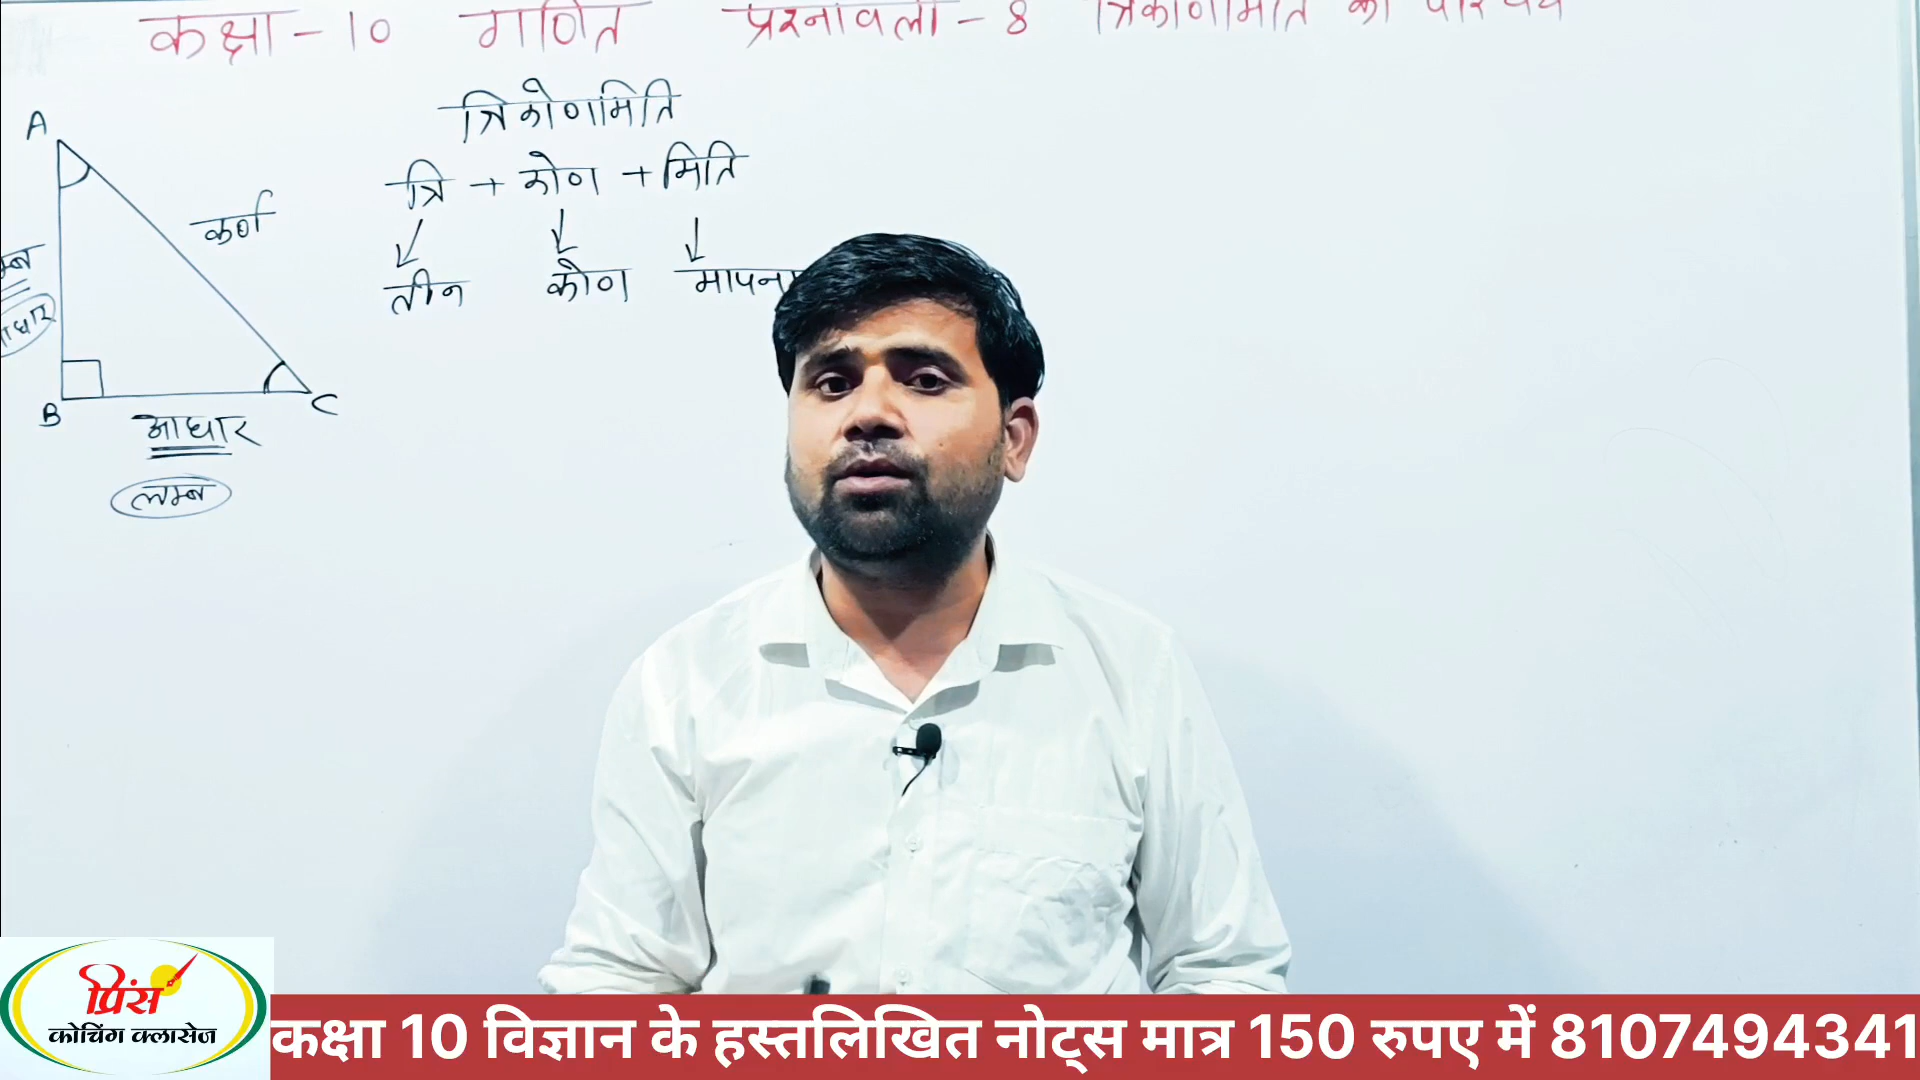 कक्षा - 10 गणित प्रश्नावली - 8 त्रिकोणमिति का परिचय
त्रिकोणमिति
त्रि + कोण + मिति
तीन कोण मापना
A
कर्ण
B
C
आधार
लम्ब
प्रिंस
कोचिंग क्लासेज
कक्षा 10 विज्ञान के हस्तलिखित नोट्स मात्र 150 रुपए में 8107494341